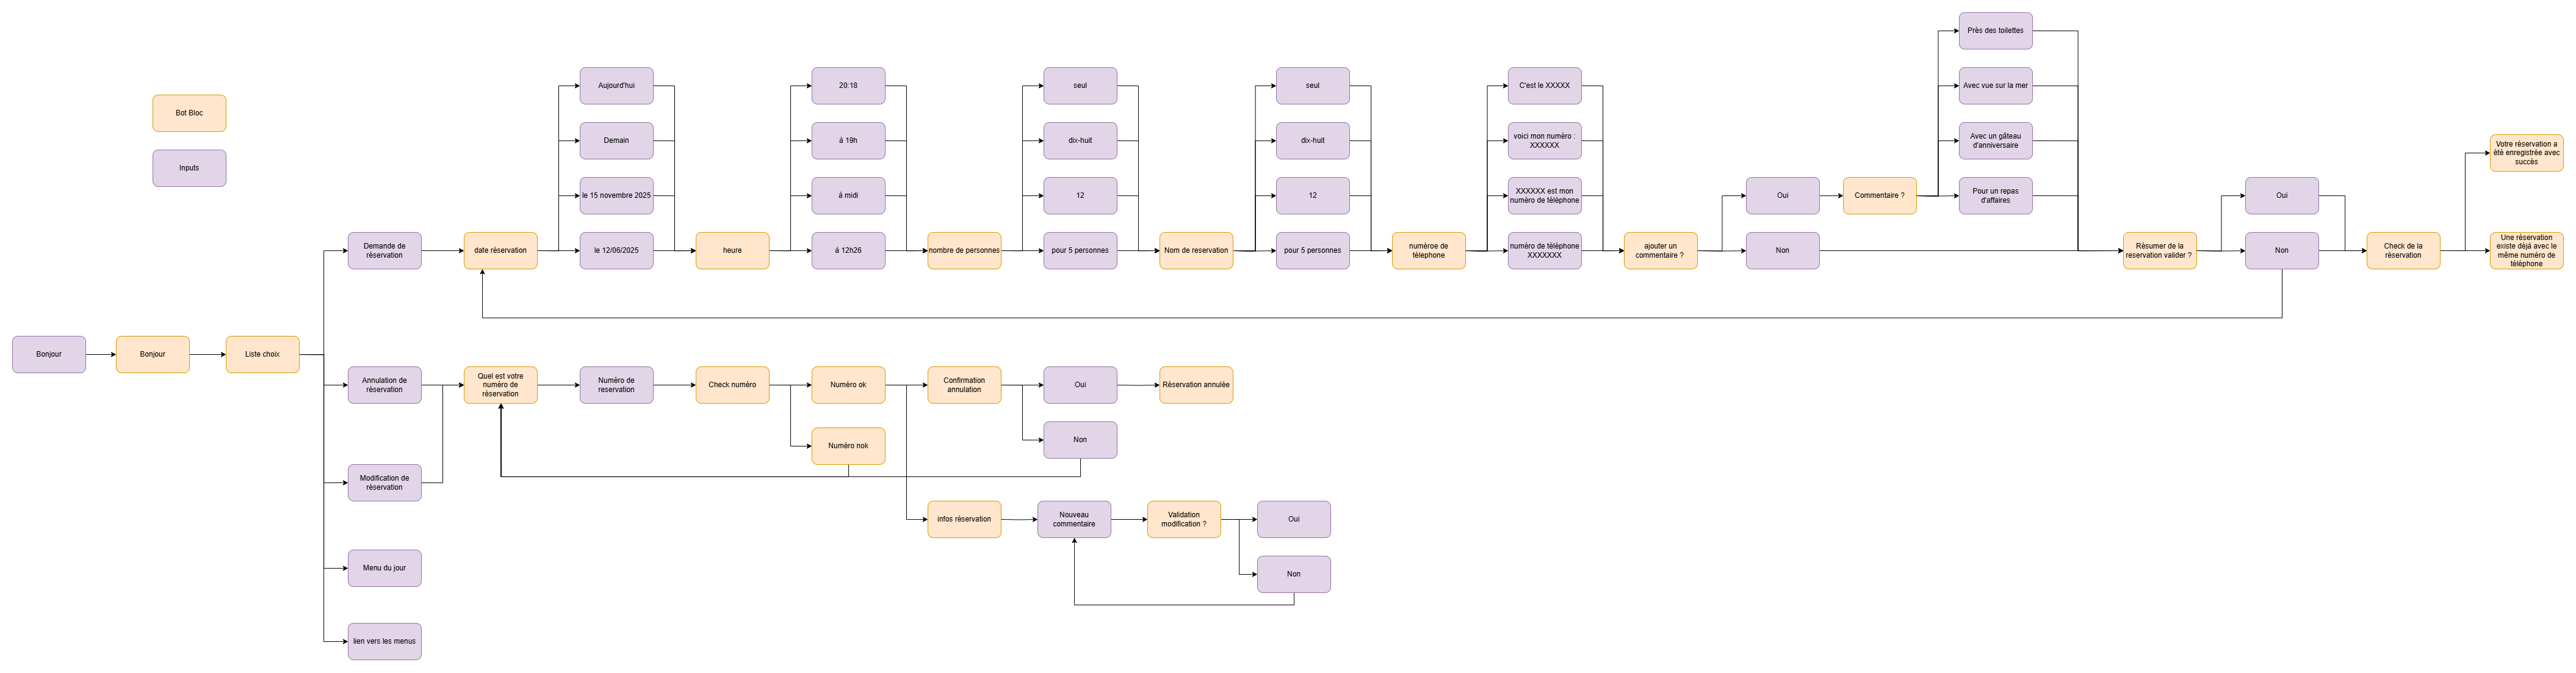 Bot Bloc
Inputs
Bonjour
Bonjour
Liste choix
Demande de
réservation
date réservation
Aujourd'hui
Demain
le 15 novembre 2025
le 12/06/2025
heure
20:18
à 19h
à midi
à 12h26
nombre de personnes
seul
dix-huit
12
pour 5 personnes
Nom de reservation
seul
dix-huit
12
pour 5 personnes
numéroe de
télephone
C'est le XXXXX
voici mon numéro :
XXXXXX
XXXXXX est mon
numéro de téléphone
numéro de téléphone
XXXXXXX
ajouter un
commentaire ?
Oui
Non
Commentaire ?
Près des toilettes
Avec vue sur la mer
Avec un gâteau
d'anniversaire
Pour un repas
d'affaires
Résumer de la
reservation valider ?
Oui
Non
Check de la
réservation
Votre réservation a
été enregistrée avec
succès
Une réservation
existe déjà avec le
même numéro de
téléphone
Annulation de
réservation
Quel est votre
numéro de
réservation
Numéro de
reservation
Check numéro
Numéro ok
Numéro nok
Confirmation
annulation
Oui
Non
Réservation annulée
Modification de
réservation
infos réservation
Nouveau
commentaire
Validation
modification ?
Oui
Non
Menu du jour
lien vers les menus